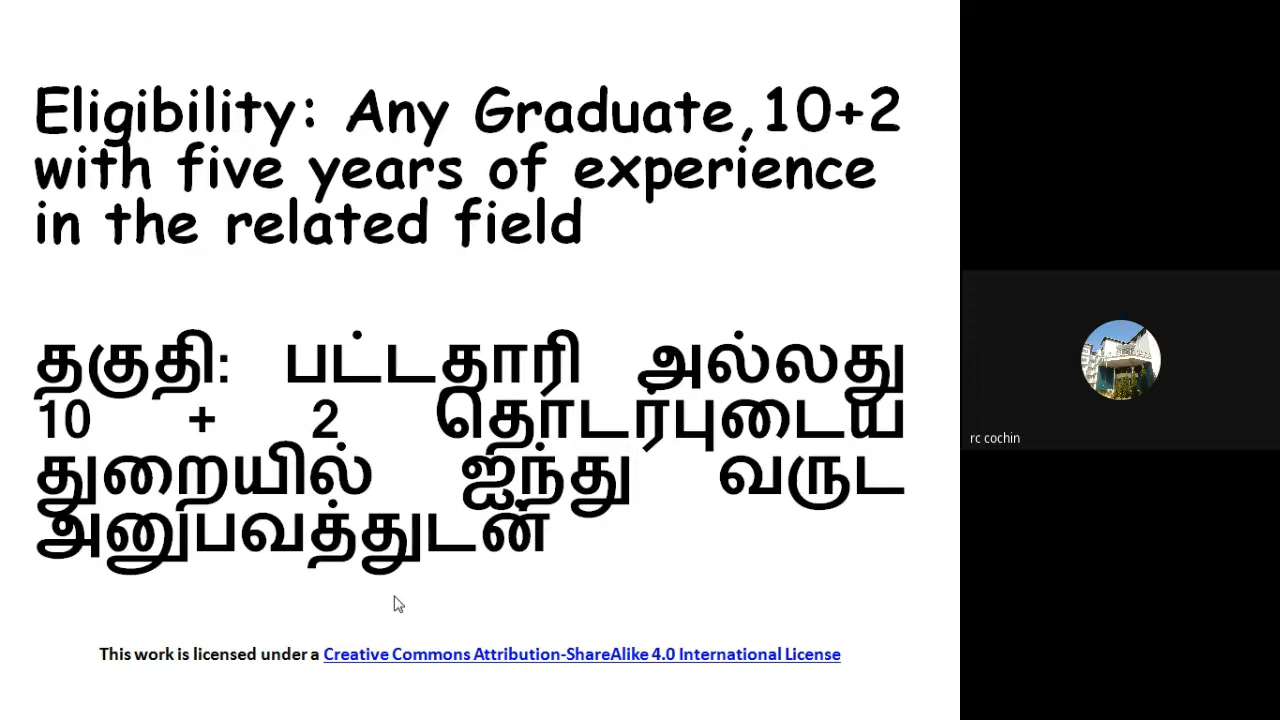 Eligibility: Any Graduate,10+2
with five years of experience
in the related field
தகுதி: பட்டதாரி அல்லது
10 + 2 தொடர்புடைய
துறையில் ஐந்து வருட
அனுபவத்துடன்
This work is licensed under a Creative Commons Attribution-ShareAlike 4.0 International License
rc cochin